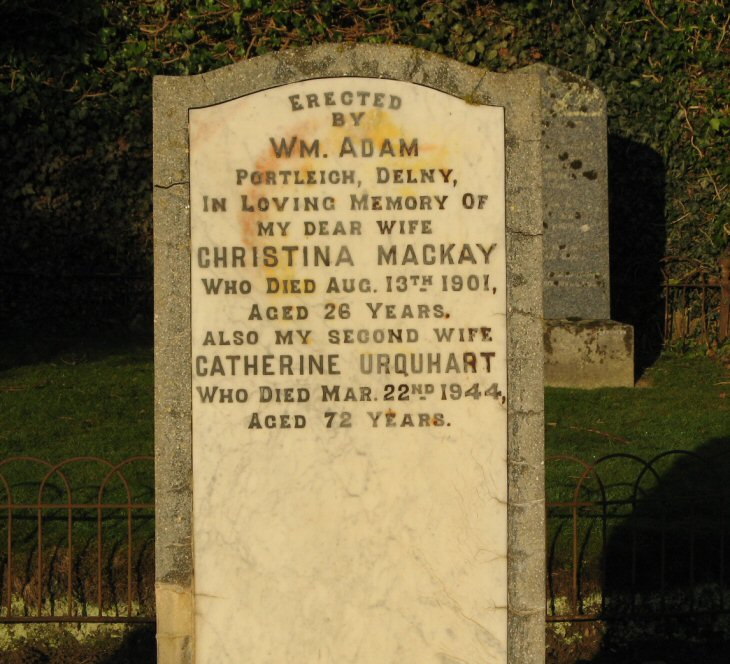 ERECTED
BY
WM. ADAM
PORTLEICH, DELNY,
IN LOVING MEMORY OF
MY DEAR WIFE
CHRISTINA MACKAY
WHO DIED AUG. 13TH 1901,
AGED 26 YEARS.
ALSO MY SECOND WIFE
CATHERINE URQUHART
WHO DIED MAR. 22ND 1944,
AGED 72 YEARS.